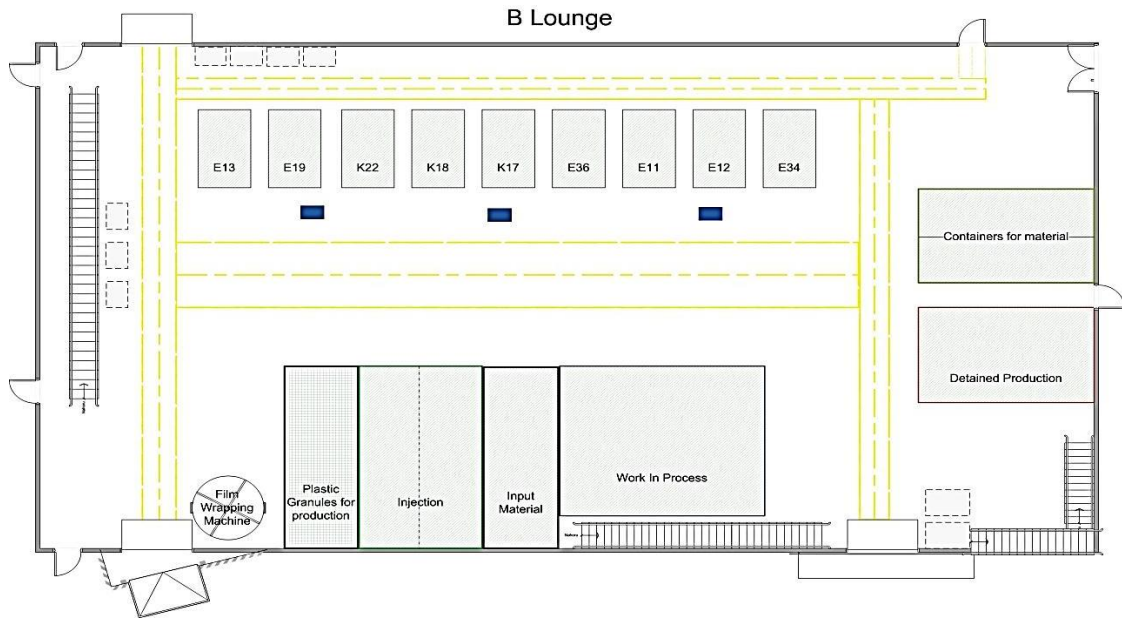 B Lounge
E13
E19
K22
K18
K17
E36
E11
E12
E34
Containers for material
Detained Production
Film
Wrapping
Machine
Plastic
Granules for
production
Injection
Input
Material
Work In Process